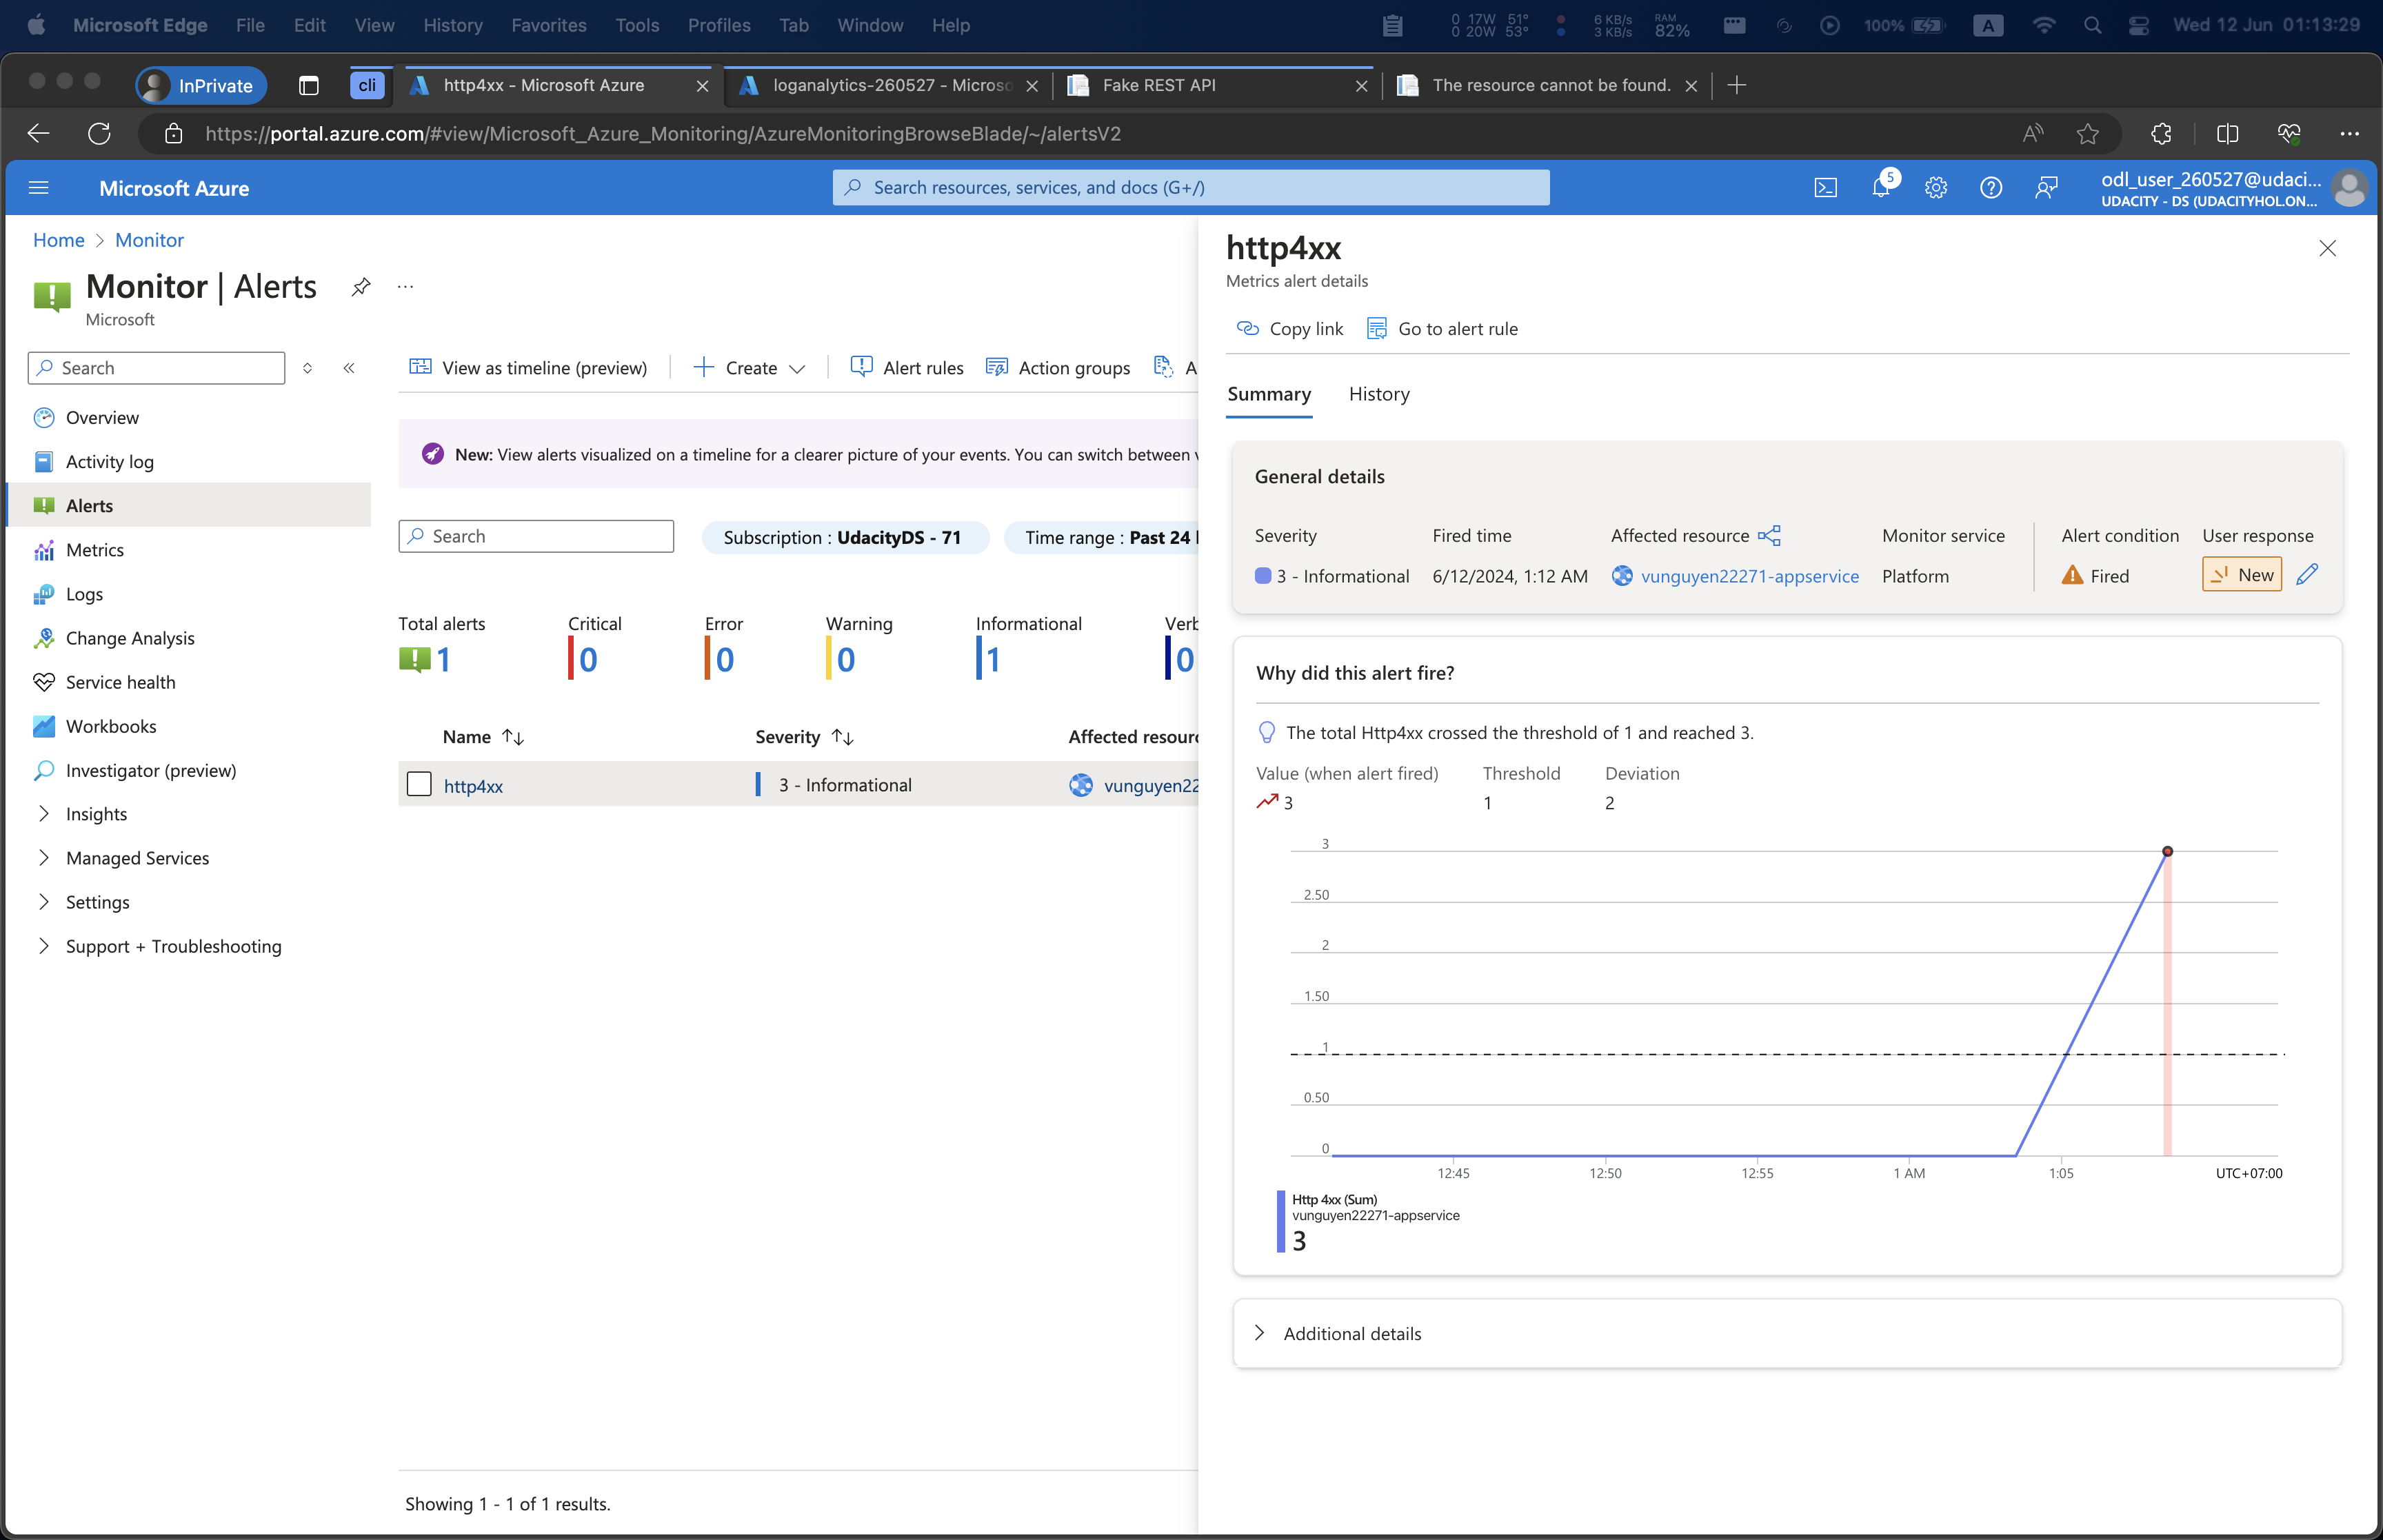 Microsoft Edge File Edit View History Favorites Tools Profiles Tab Window Help
0 17W 51° 6 KB/s RAM 100% A Wed 12 Jun 01:13:29
0 20W 53° 3 KB/s 82%
InPrivate cli http4xx - Microsoft Azure loganalytics-260527 - Microso Fake REST API The resource cannot be found.
https://portal.azure.com/#view/Microsoft_Azure_Monitoring/AzureMonitoringBrowseBlade/~/alertsV2
Microsoft Azure
Search resources, services, and docs (G+/)
5
odl_user_260527@udaci...
UDACITY - DS (UDACITYHOL.ON...
Home > Monitor
Monitor | Alerts
Microsoft
Search
Overview
Activity log
Alerts
Metrics
Logs
Change Analysis
Service health
Workbooks
Investigator (preview)
Insights
Managed Services
Settings
Support + Troubleshooting
View as timeline (preview) Create Alert rules Action groups A
New: View alerts visualized on a timeline for a clearer picture of your events. You can switch between v
Search
Subscription : UdacityDS - 71
Time range : Past 24
Total alerts Critical Error Warning Informational Verb
1 0 0 0 1 0
Name Severity Affected resourc
http4xx 3 - Informational vunguyen22
Showing 1 - 1 of 1 results.
http4xx
Metrics alert details
Copy link Go to alert rule
Summary History
General details
Severity Fired time Affected resource Monitor service Alert condition User response
3 - Informational 6/12/2024, 1:12 AM vunguyen22271-appservice Platform Fired New
Why did this alert fire?
The total Http4xx crossed the threshold of 1 and reached 3.
Value (when alert fired) Threshold Deviation
3 1 2
3
2.50
2
1.50
1
0.50
0
12:45 12:50 12:55 1 AM 1:05 UTC+07:00
Http 4xx (Sum)
vunguyen22271-appservice
3
Additional details